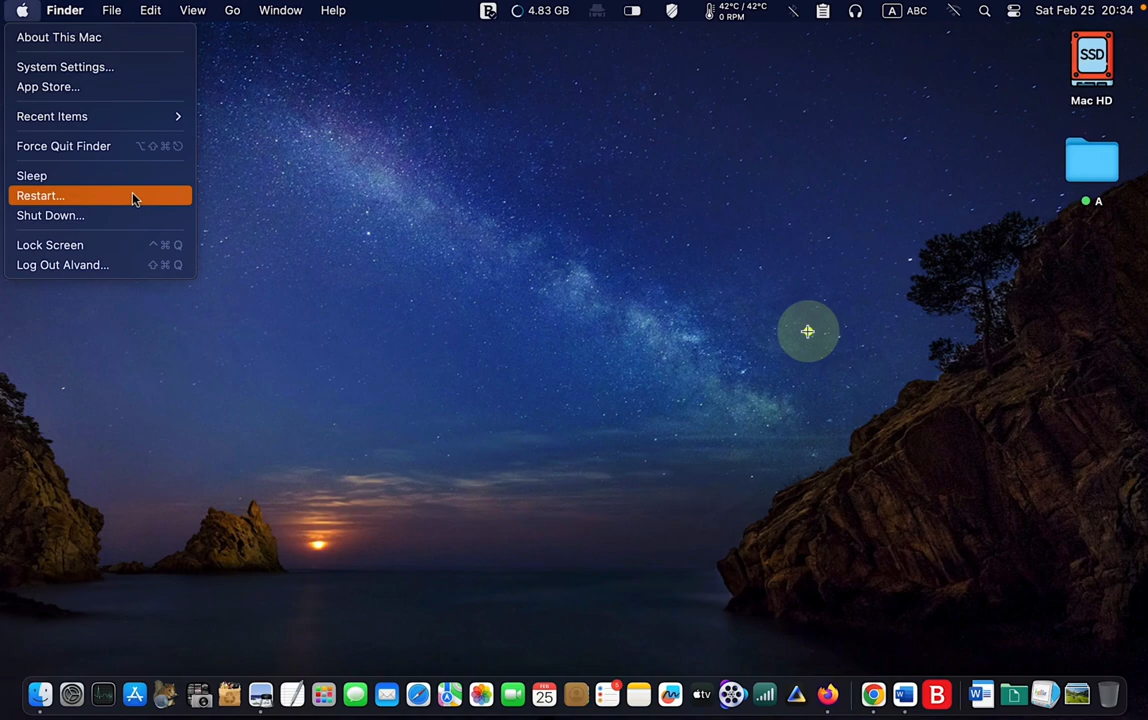 Finder File Edit View Go Window Help 4.83 GB 42°C / 42°C A ABC Sat Feb 25 20:34
0 RPM
About This Mac
System Settings...
App Store...
Recent Items
Force Quit Finder ⌥⇧⌘⎋
Sleep
Restart...
Shut Down...
Lock Screen ^⌘Q
Log Out Alvand... ⇧⌘Q
SSD
Mac HD
A
FEB
25
tv
W
B
W